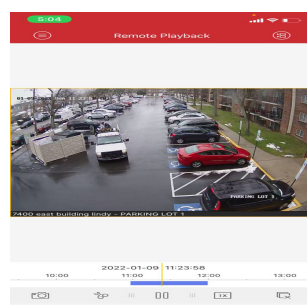 5:04
Remote Playback
PARKING LOT 1
7400 east building lindy - PARKING LOT 1
2022-01-09 11:23:58
10:00 11:00 12:00 13:00
1X